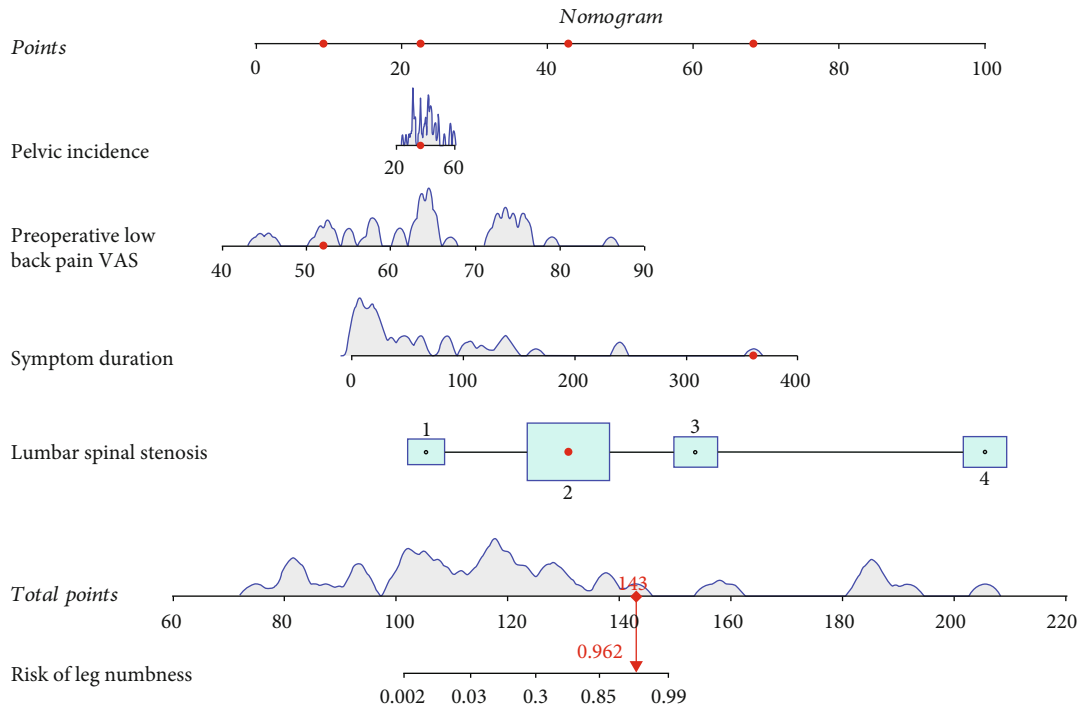 Nomogram
Points
0 20 40 60 80 100
Pelvic incidence
20 60
Preoperative low
back pain VAS
40 50 60 70 80 90
Symptom duration
0 100 200 300 400
Lumbar spinal stenosis
1 2 3 4
Total points
143
60 80 100 120 140 160 180 200 220
0.962
Risk of leg numbness
0.002 0.03 0.3 0.85 0.99